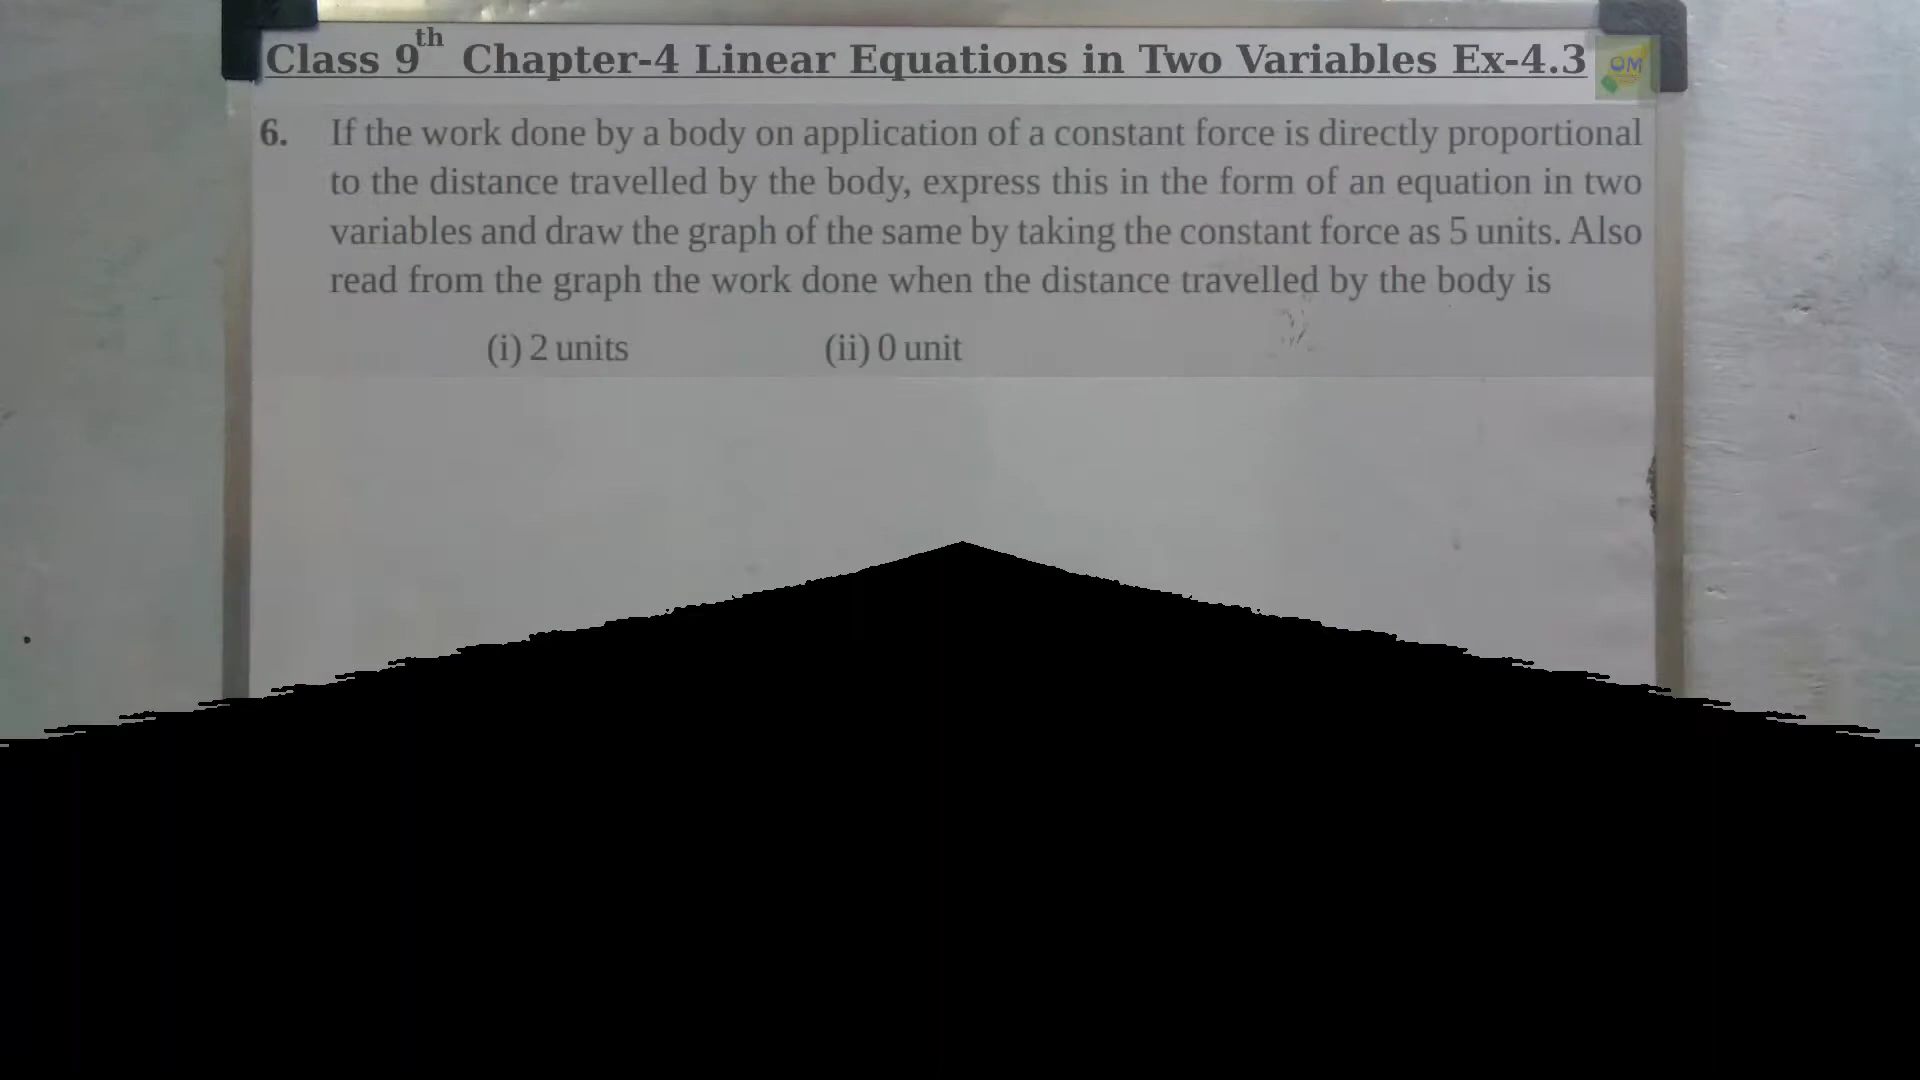 Class 9th Chapter-4 Linear Equations in Two Variables Ex-4.3
OM
6. If the work done by a body on application of a constant force is directly proportional
to the distance travelled by the body, express this in the form of an equation in two
variables and draw the graph of the same by taking the constant force as 5 units. Also
read from the graph the work done when the distance travelled by the body is
(i) 2 units (ii) 0 unit